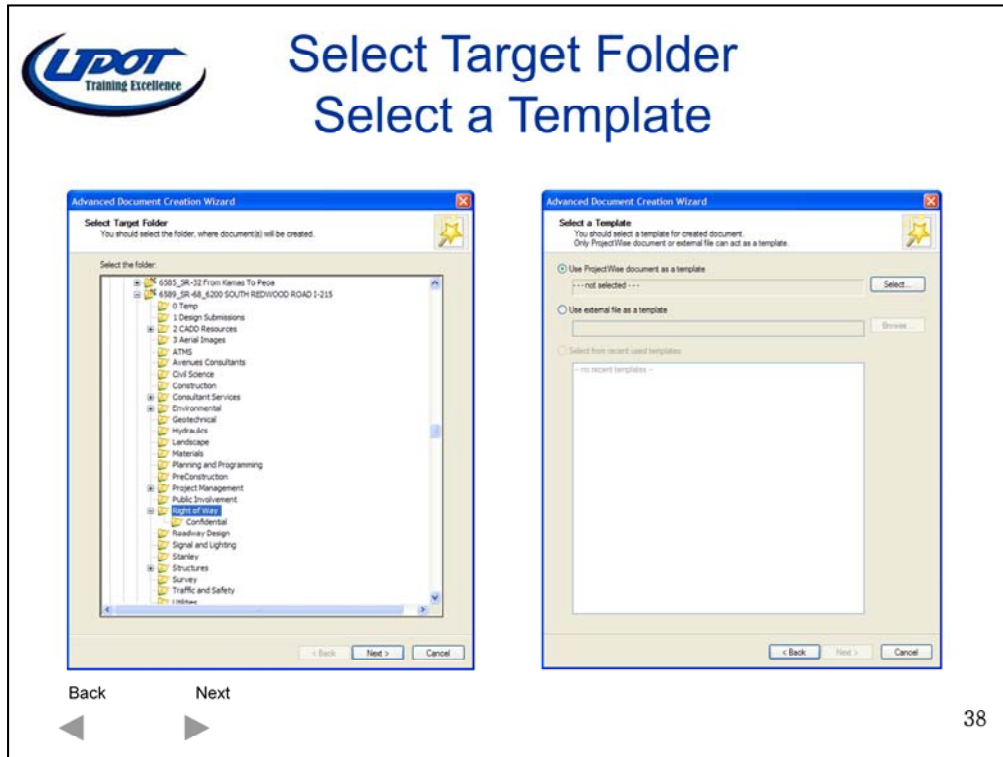 UDOT
Training Excellence
Select Target Folder
Select a Template
Advanced Document Creation Wizard
Select Target Folder
You should select the folder, where document(s) will be created.
Select the folder:
6585_SR-32 From Kamas To Peoa
6589_SR-68_6200 SOUTH REDWOOD ROAD I-215
0 Temp
1 Design Submissions
2 CADD Resources
3 Aerial Images
ATMS
Avenues Consultants
Civil Science
Construction
Consultant Services
Environmental
Geotechnical
Hydraulics
Landscape
Materials
Planning and Programming
PreConstruction
Project Management
Public Involvement
Right of Way
Confidential
Roadway Design
Signal and Lighting
Stanley
Structures
Survey
Traffic and Safety
Utilities
< Back
Next >
Cancel
Advanced Document Creation Wizard
Select a Template
You should select a template for created document.
Only ProjectWise document or external file can act as a template.
Use ProjectWise document as a template
--- not selected ---
Select...
Use external file as a template
Browse...
Select from recent used templates
-- no recent templates --
< Back
Next >
Cancel
Back
Next
38